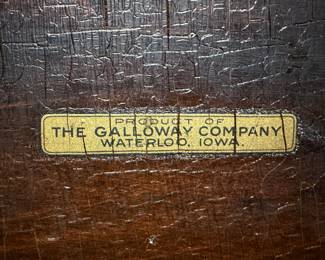 PRODUCT OF
THE GALLOWAY COMPANY
WATERLOO, IOWA.